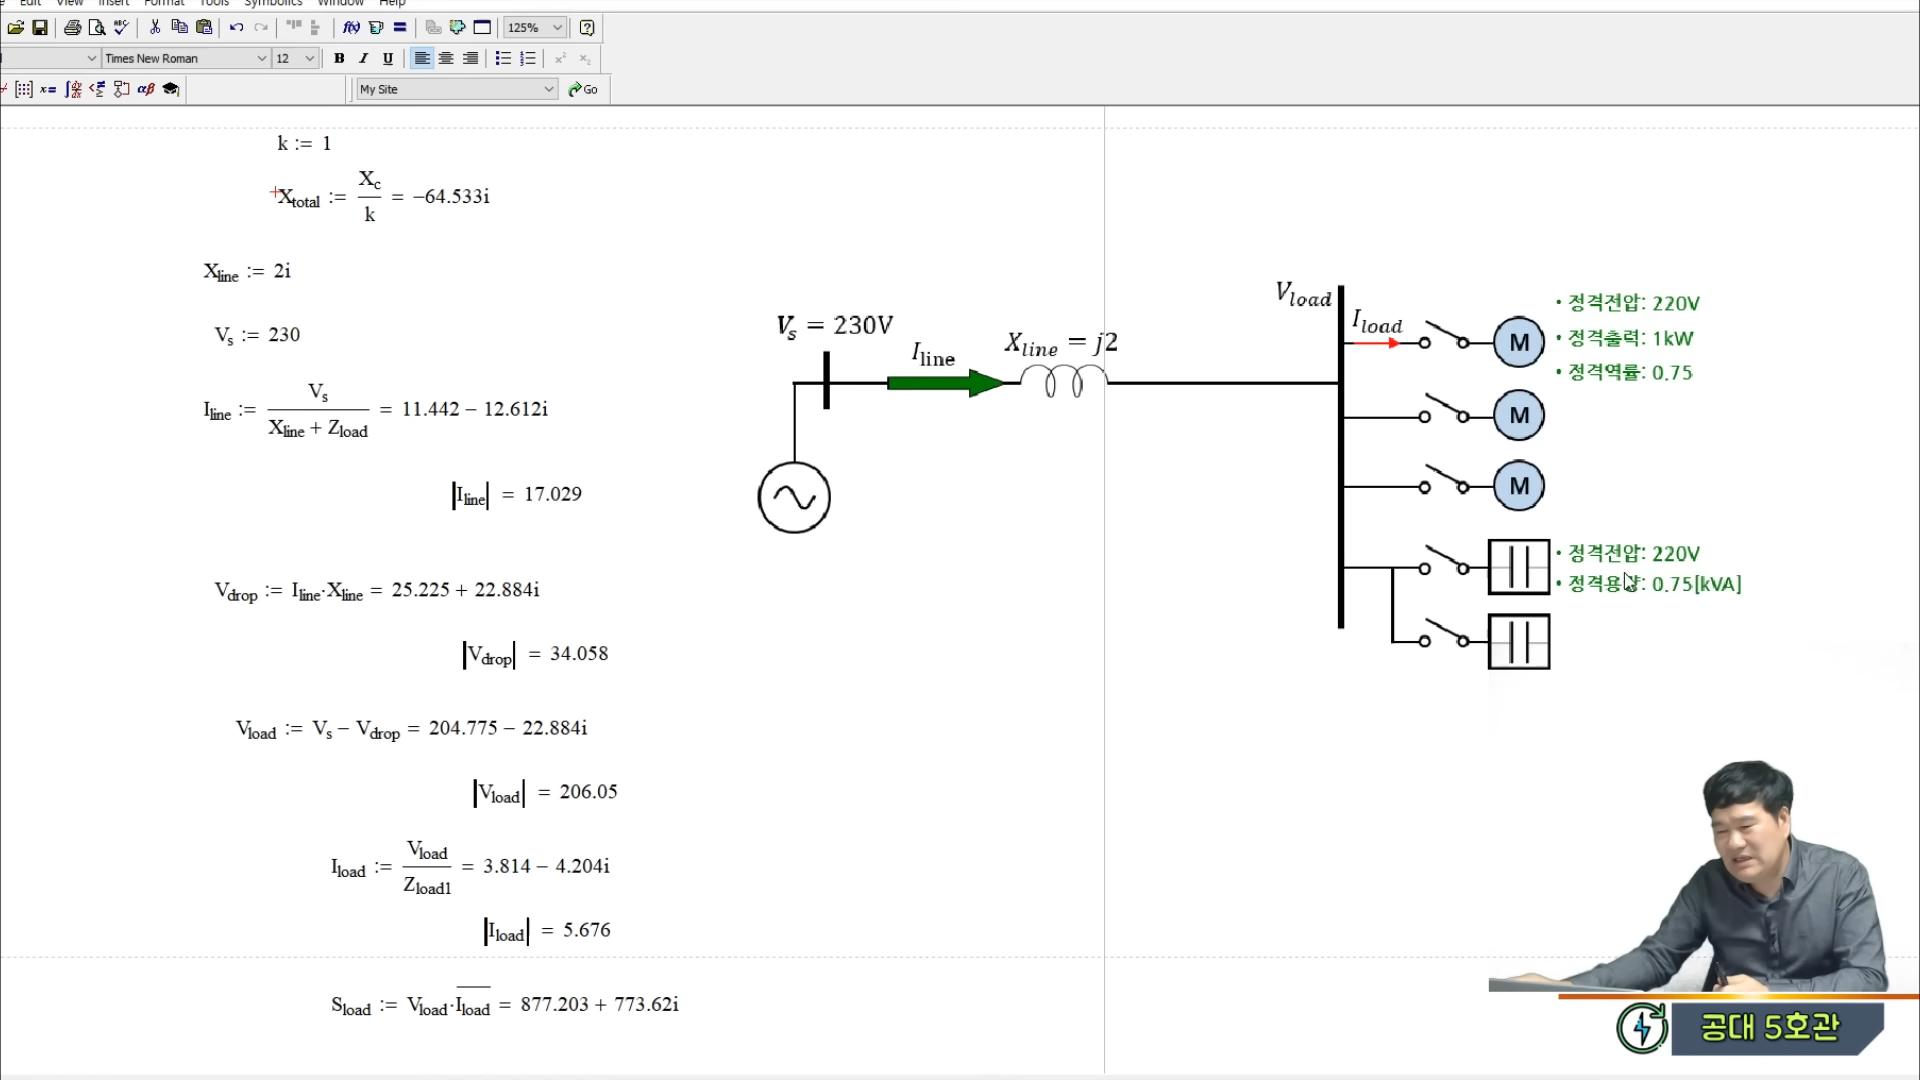 Edit View Insert Format Tools Symbolics Window Help
125%
Times New Roman 12 B I U
My Site Go
k := 1
Xtotal := Xc / k = −64.533i
Xline := 2i
Vs := 230
Iline := Vs / (Xline + Zload) = 11.442 − 12.612i
|Iline| = 17.029
Vdrop := Iline·Xline = 25.225 + 22.884i
|Vdrop| = 34.058
Vload := Vs − Vdrop = 204.775 − 22.884i
|Vload| = 206.05
Iload := Vload / Zload1 = 3.814 − 4.204i
|Iload| = 5.676
Sload := Vload·Iload = 877.203 + 773.62i
Vs = 230V
Iline
Xline = j2
Vload
Iload
M
• 정격전압: 220V
• 정격출력: 1kW
• 정격역률: 0.75
M
M
• 정격전압: 220V
• 정격용량: 0.75[kVA]
공대 5호관